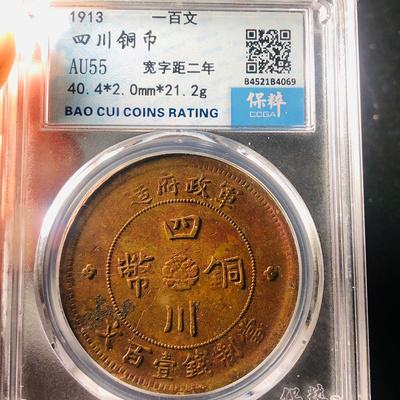 1913 一百文
四川铜币
AU55 宽字距二年
40.4*2.0mm*21.2g
BAO CUI COINS RATING
B4521B4069
保粹
CCGA
造府政軍
四
幣 銅
川
當制錢壹百文
保粹